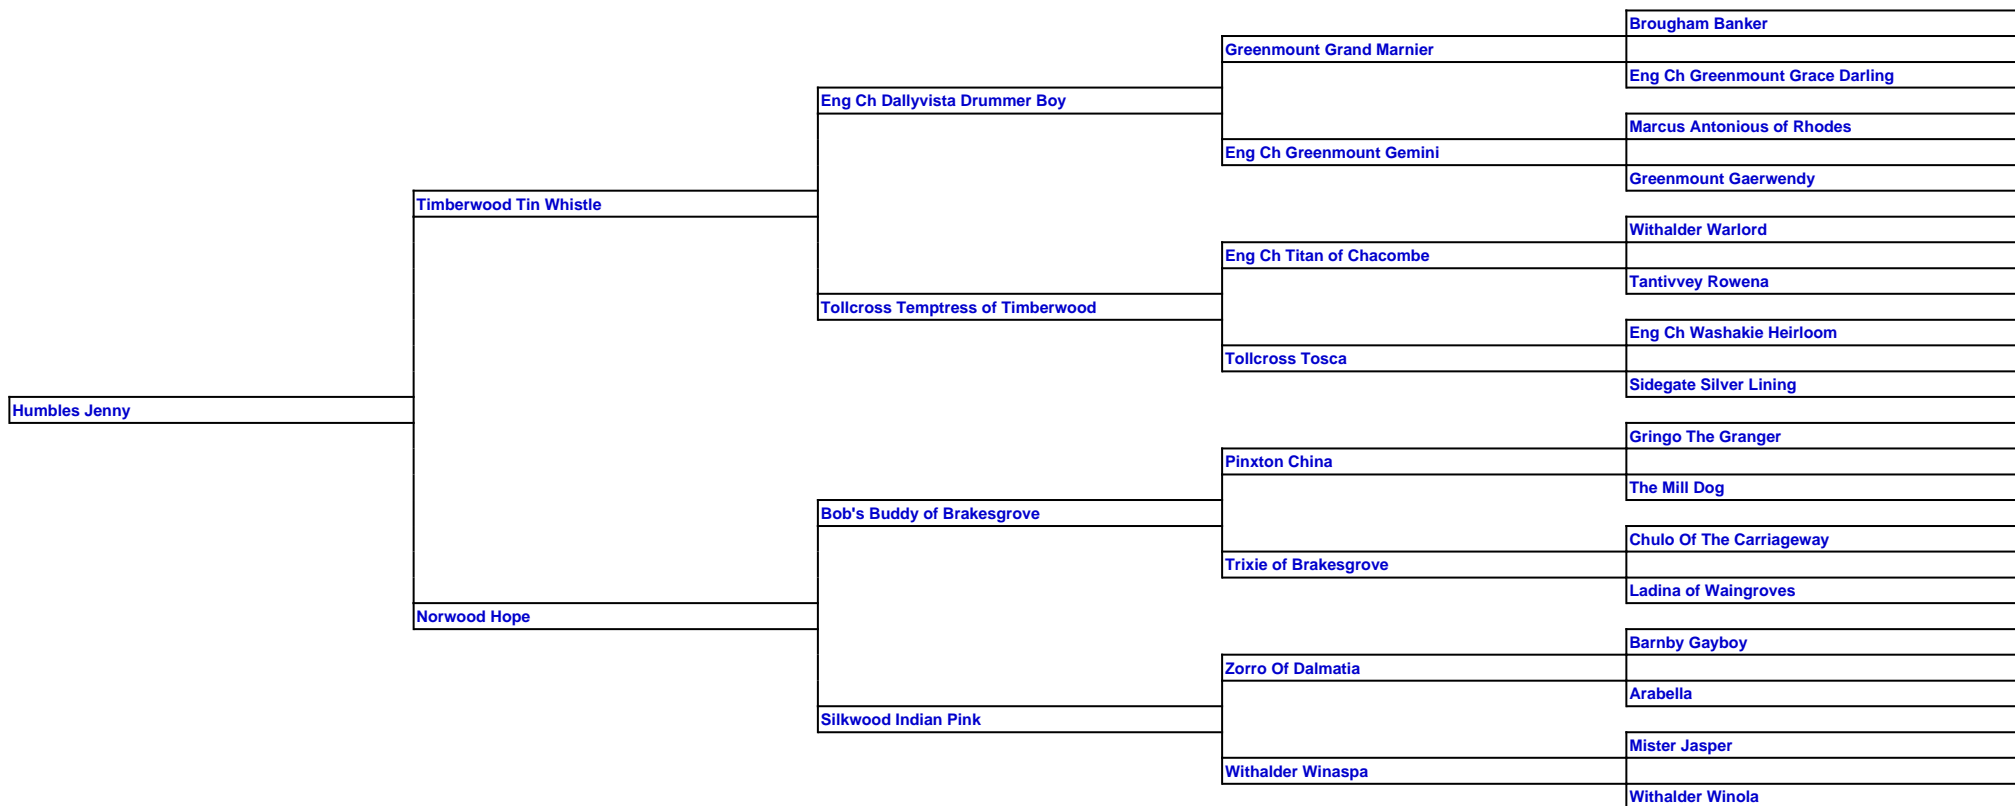 Brougham Banker
Greenmount Grand Marnier
Eng Ch Greenmount Grace Darling
Eng Ch Dallyvista Drummer Boy
Marcus Antonious of Rhodes
Eng Ch Greenmount Gemini
Greenmount Gaerwendy
Timberwood Tin Whistle
Withalder Warlord
Eng Ch Titan of Chacombe
Tantivvey Rowena
Tollcross Temptress of Timberwood
Eng Ch Washakie Heirloom
Tollcross Tosca
Sidegate Silver Lining
Humbles Jenny
Gringo The Granger
Pinxton China
The Mill Dog
Bob's Buddy of Brakesgrove
Chulo Of The Carriageway
Trixie of Brakesgrove
Ladina of Waingroves
Norwood Hope
Barnby Gayboy
Zorro Of Dalmatia
Arabella
Silkwood Indian Pink
Mister Jasper
Withalder Winaspa
Withalder Winola